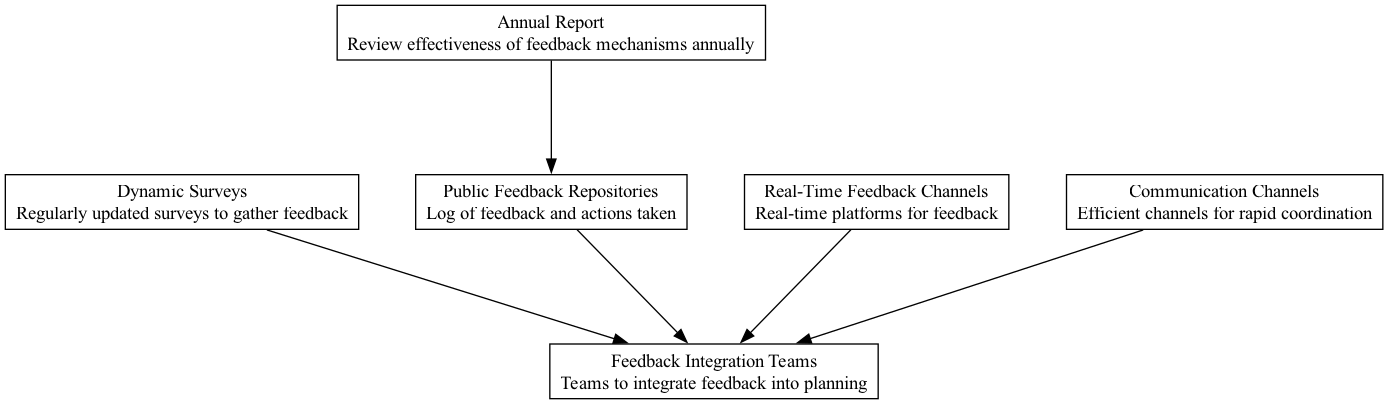 Annual Report
Review effectiveness of feedback mechanisms annually
Dynamic Surveys
Regularly updated surveys to gather feedback
Public Feedback Repositories
Log of feedback and actions taken
Real-Time Feedback Channels
Real-time platforms for feedback
Communication Channels
Efficient channels for rapid coordination
Feedback Integration Teams
Teams to integrate feedback into planning